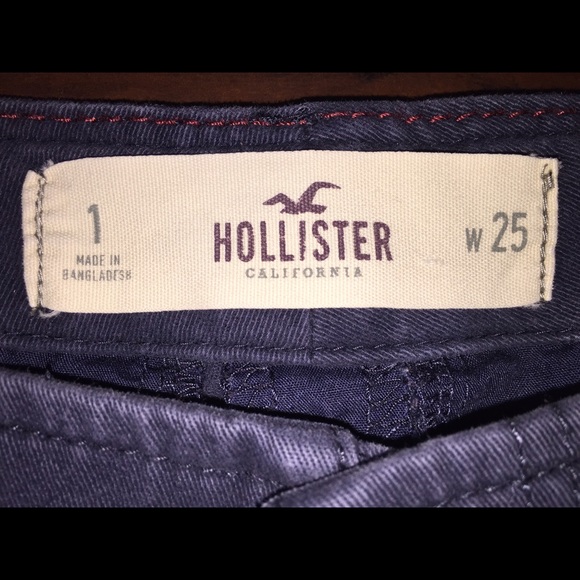 1
MADE IN
BANGLADESH
HOLLISTER
CALIFORNIA
W 25